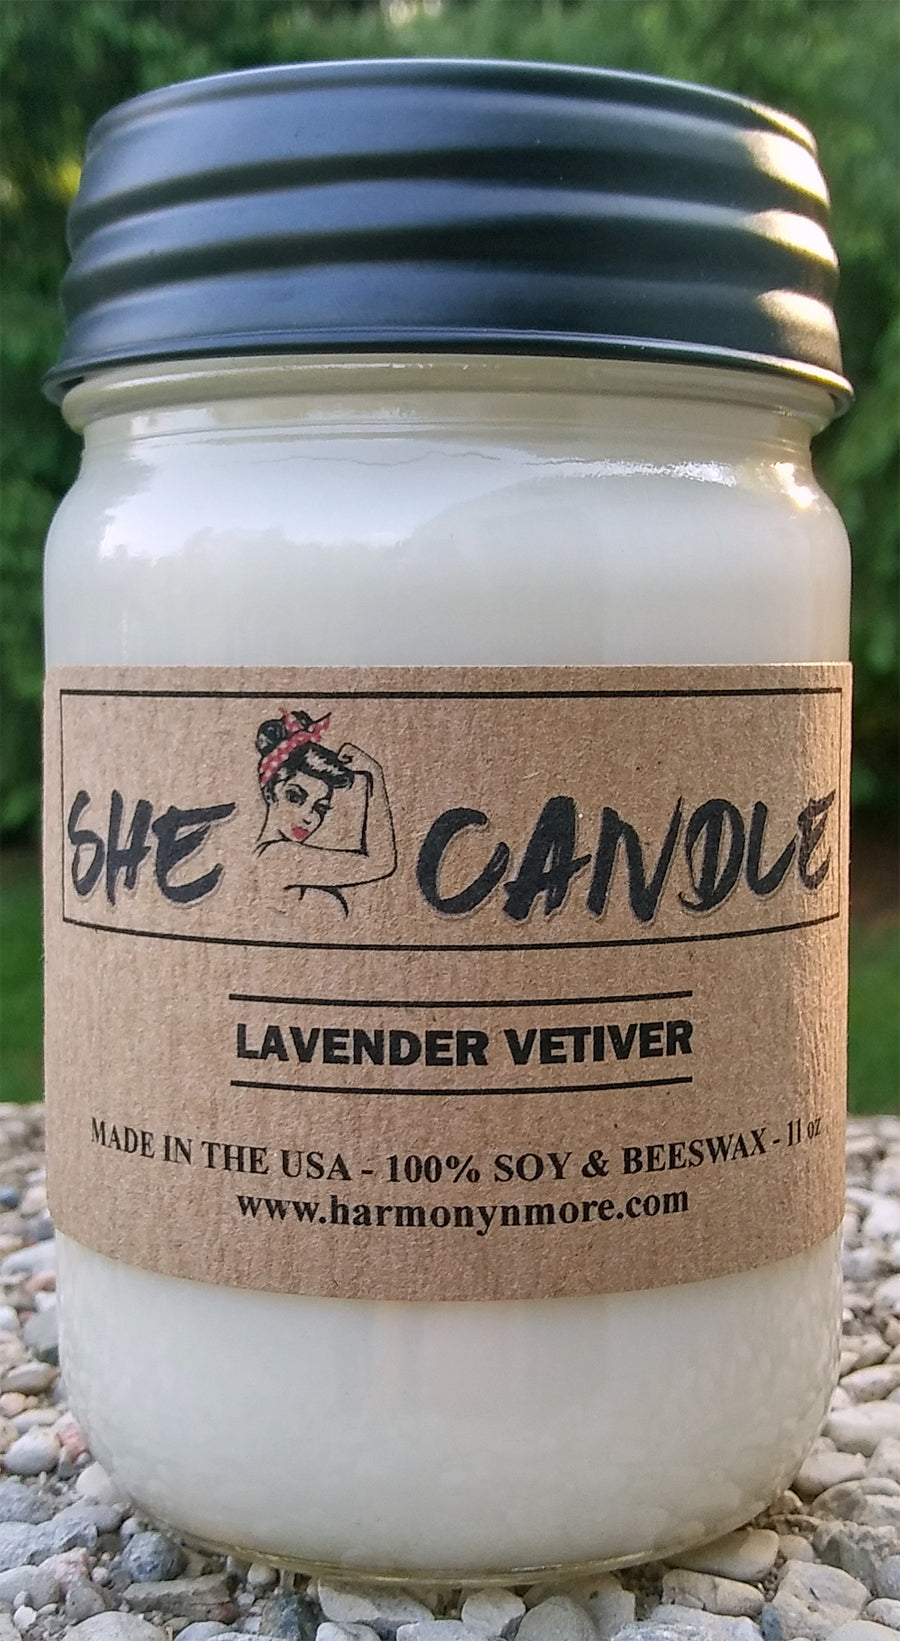 SHE CANDLE
LAVENDER VETIVER
MADE IN THE USA - 100% SOY & BEESWAX - 11 oz
www.harmonynmore.com